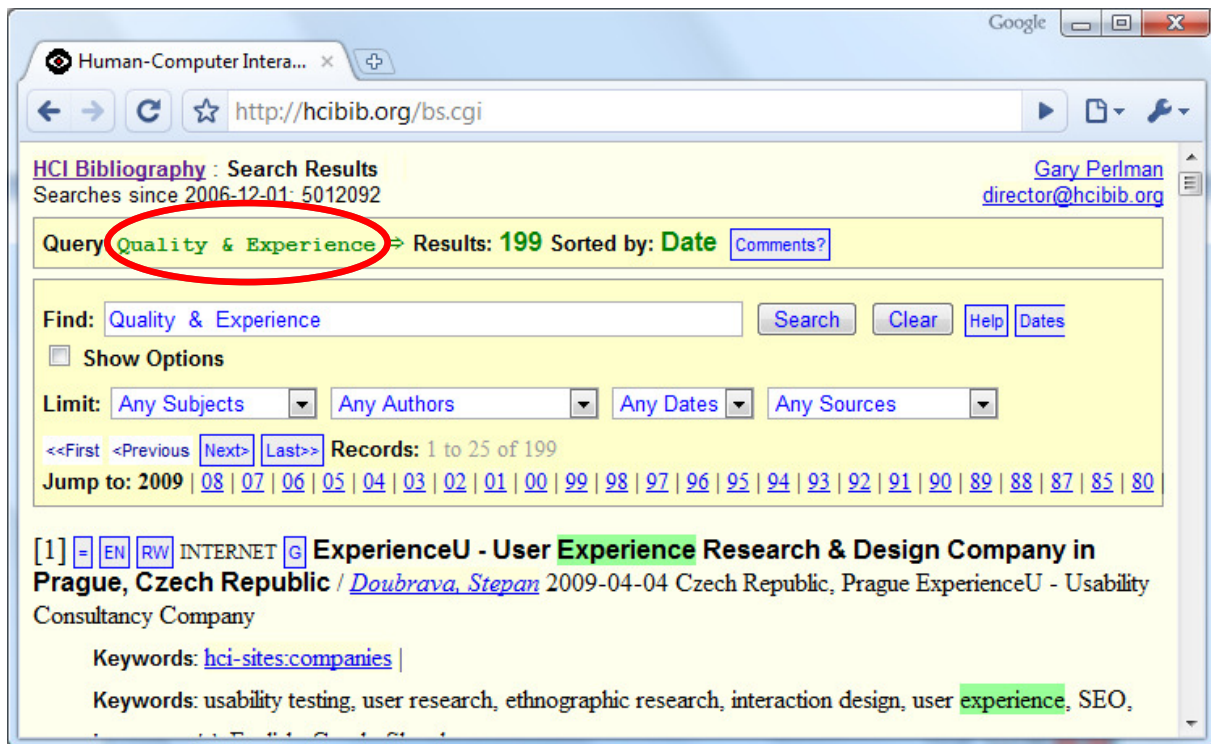 Google
Human-Computer Intera...
http://hcibib.org/bs.cgi
HCI Bibliography : Search Results
Gary Perlman
Searches since 2006-12-01: 5012092
director@hcibib.org
Query Quality & Experience ⇒ Results: 199 Sorted by: Date Comments?
Find: Quality & Experience Search Clear Help Dates
Show Options
Limit: Any Subjects Any Authors Any Dates Any Sources
<<First <Previous Next> Last>> Records: 1 to 25 of 199
Jump to: 2009 | 08 | 07 | 06 | 05 | 04 | 03 | 02 | 01 | 00 | 99 | 98 | 97 | 96 | 95 | 94 | 93 | 92 | 91 | 90 | 89 | 88 | 87 | 85 | 80 |
[1] = EN RW INTERNET G ExperienceU - User Experience Research & Design Company in
Prague, Czech Republic / Doubrava, Stepan 2009-04-04 Czech Republic, Prague ExperienceU - Usability
Consultancy Company
Keywords: hci-sites:companies |
Keywords: usability testing, user research, ethnographic research, interaction design, user experience, SEO,